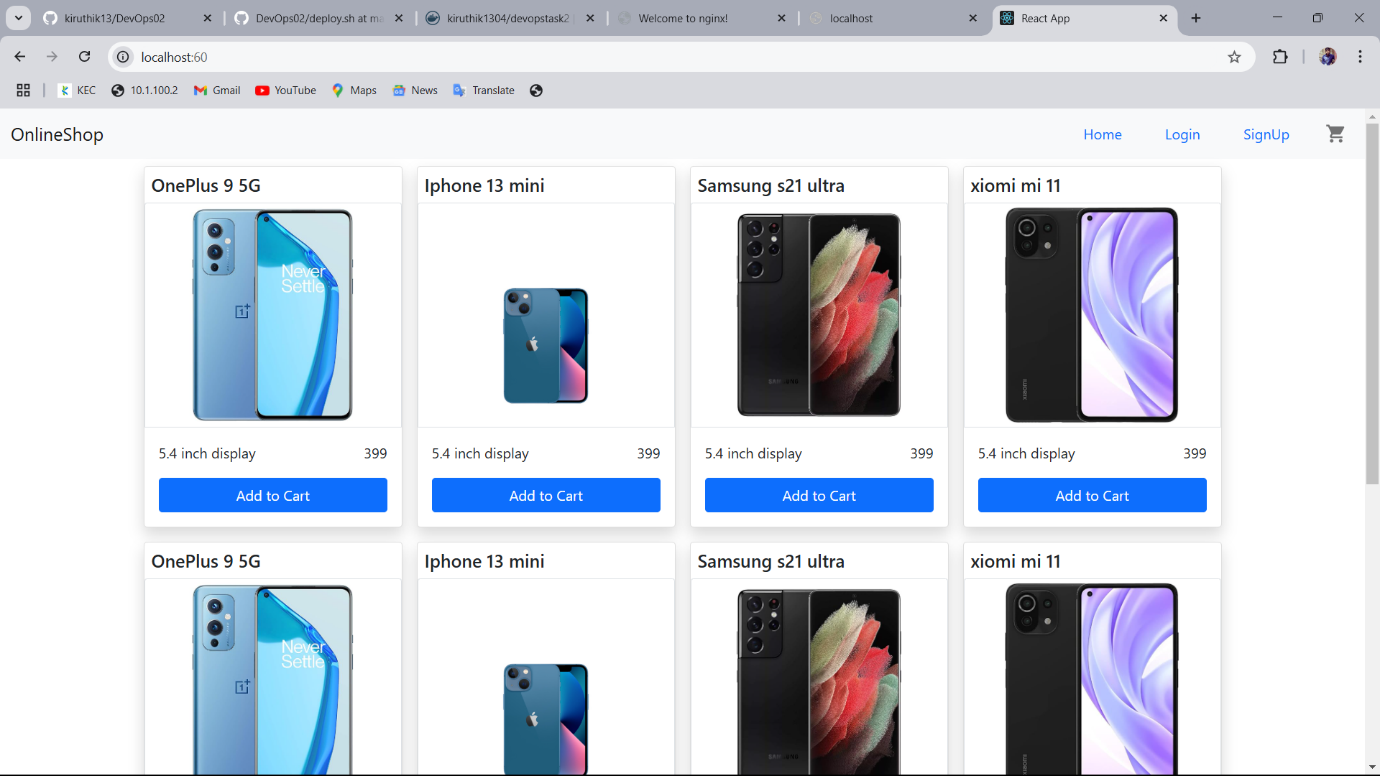 kiruthik13/DevOps02
DevOps02/deploy.sh at ma
kiruthik1304/devopstask2
Welcome to nginx!
localhost
React App
localhost:60
KEC
10.1.100.2
Gmail
YouTube
Maps
News
Translate
OnlineShop
Home
Login
SignUp
OnePlus 9 5G
Iphone 13 mini
Samsung s21 ultra
xiomi mi 11
Never
Settle
SAMSUNG
XIAOMI
5.4 inch display 399
5.4 inch display 399
5.4 inch display 399
5.4 inch display 399
Add to Cart
Add to Cart
Add to Cart
Add to Cart
OnePlus 9 5G
Iphone 13 mini
Samsung s21 ultra
xiomi mi 11
Never
Settle